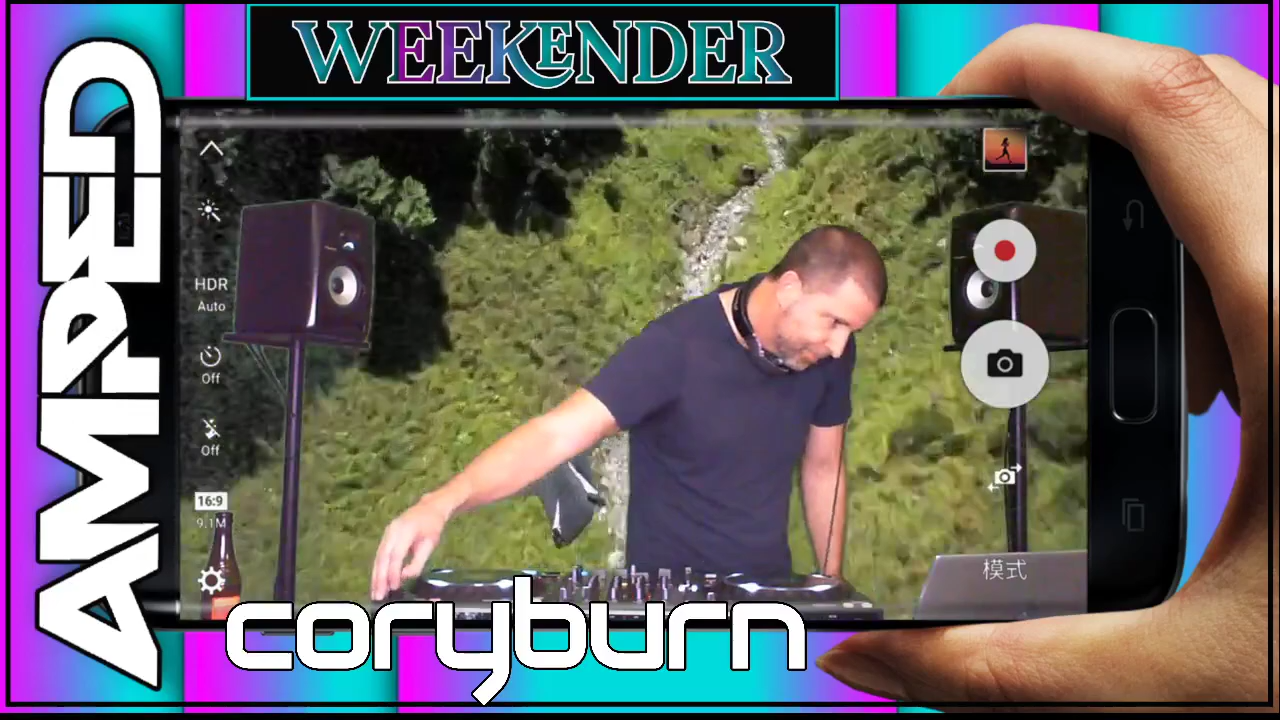 WEEKENDER
AMPED
HDR
Auto
Off
Off
16:9
9.1M
模式
coryburn